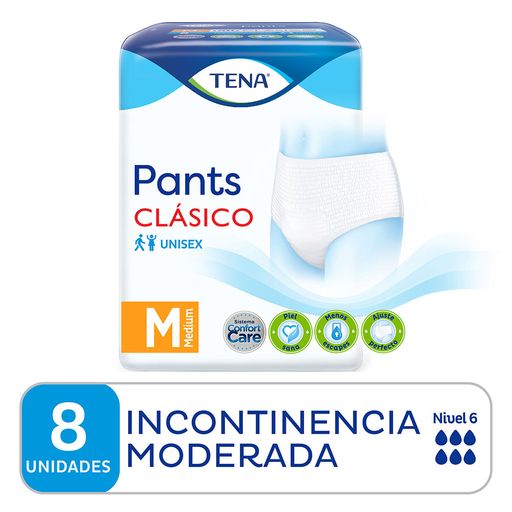 Pants
TENA
Pants
CLÁSICO
UNISEX
M
Medium
Sistema
Confort
Care
Piel
sana
Menos
escapes
Ajuste
perfecto
8
UNIDADES
INCONTINENCIA
MODERADA
Nivel 6